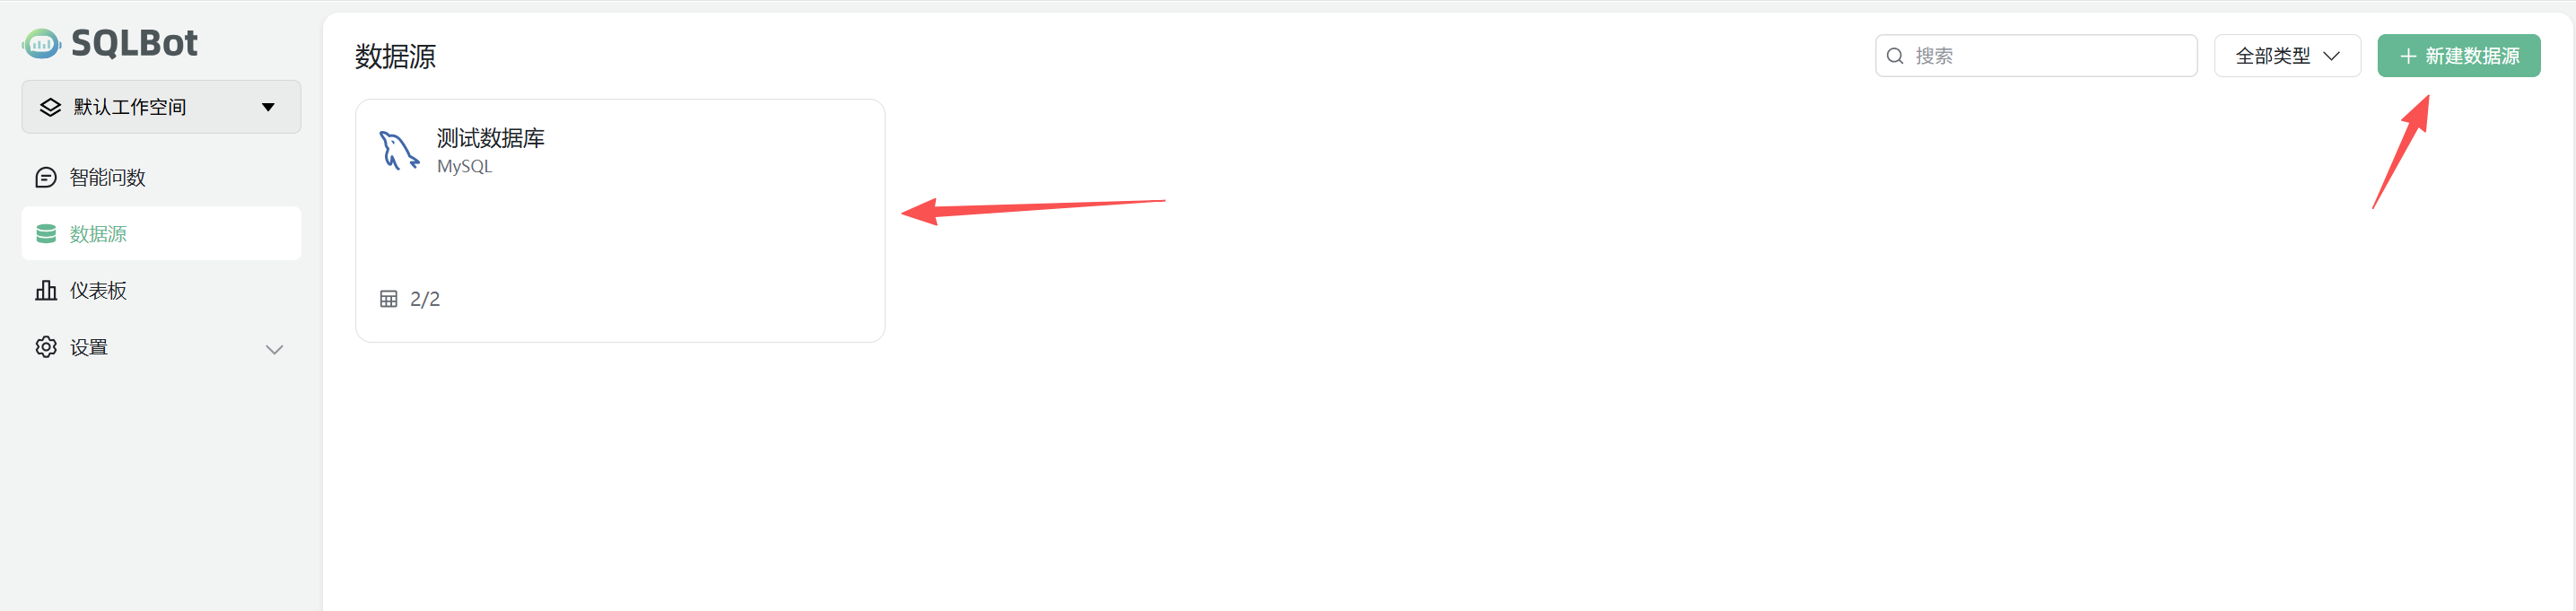 SQLBot
默认工作空间
智能问数
数据源
仪表板
设置
数据源
搜索
全部类型
新建数据源
测试数据库
MySQL
2/2